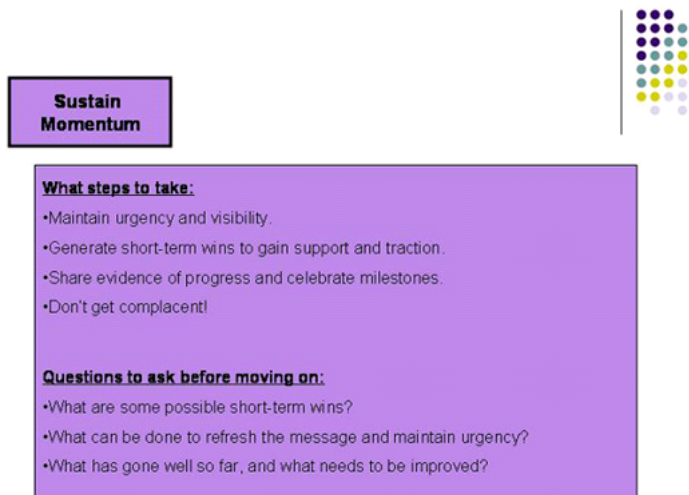 Sustain
Momentum
What steps to take:
•Maintain urgency and visibility.
•Generate short-term wins to gain support and traction.
•Share evidence of progress and celebrate milestones.
•Don't get complacent!
Questions to ask before moving on:
•What are some possible short-term wins?
•What can be done to refresh the message and maintain urgency?
•What has gone well so far, and what needs to be improved?